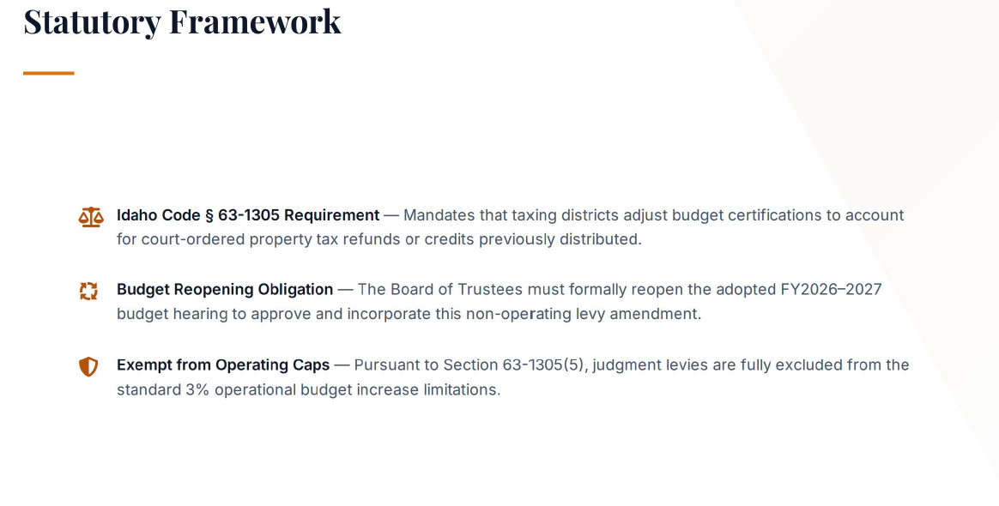 Statutory Framework
Idaho Code § 63-1305 Requirement — Mandates that taxing districts adjust budget certifications to account
for court-ordered property tax refunds or credits previously distributed.
Budget Reopening Obligation — The Board of Trustees must formally reopen the adopted FY2026–2027
budget hearing to approve and incorporate this non-operating levy amendment.
Exempt from Operating Caps — Pursuant to Section 63-1305(5), judgment levies are fully excluded from the
standard 3% operational budget increase limitations.